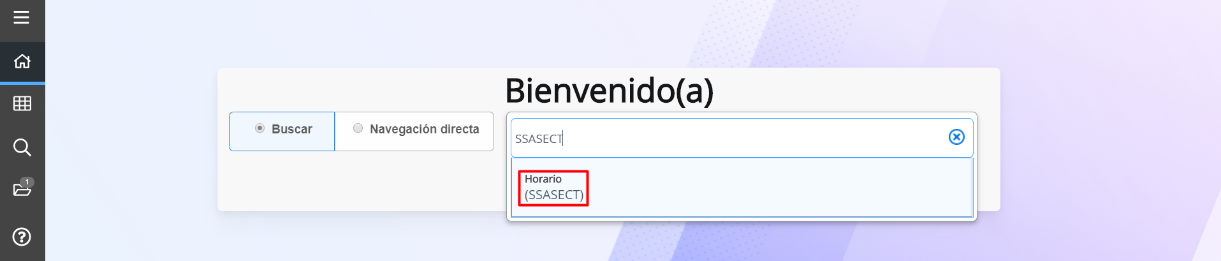 Bienvenido(a)
Buscar
Navegación directa
SSASECT
Horario
(SSASECT)
1